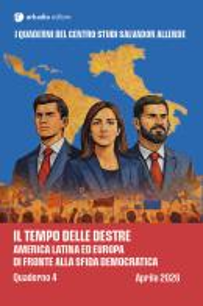 arbadia editore
I QUADERNI DEL CENTRO STUDI SALVADOR ALLENDE
IL TEMPO DELLE DESTRE
AMERICA LATINA ED EUROPA
DI FRONTE ALLA SFIDA DEMOCRATICA
Quaderno 4 Aprile 2026